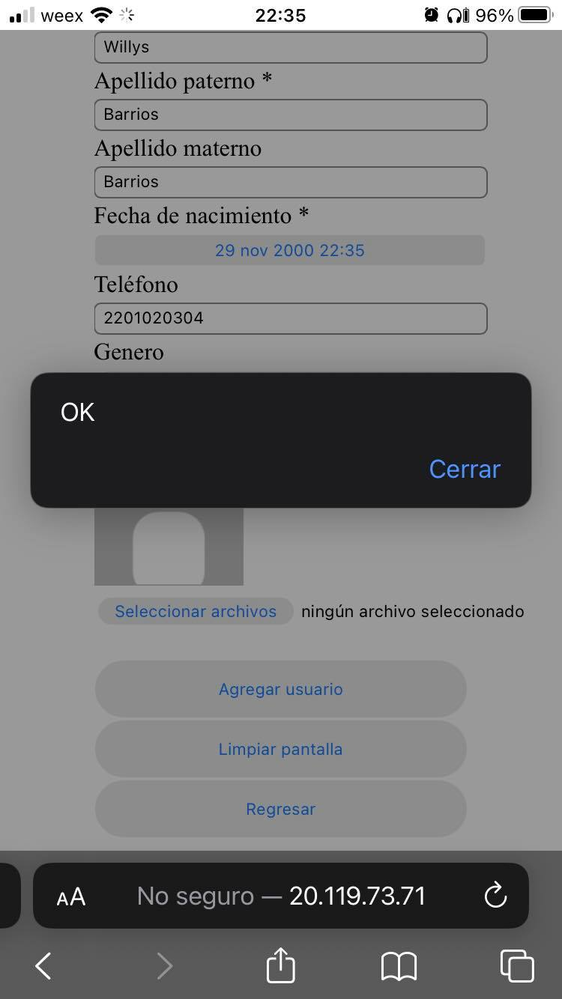 weex 22:35 96%
Willys
Apellido paterno *
Barrios
Apellido materno
Barrios
Fecha de nacimiento *
29 nov 2000 22:35
Teléfono
2201020304
Genero
OK
Cerrar
Seleccionar archivos ningún archivo seleccionado
Agregar usuario
Limpiar pantalla
Regresar
AA No seguro — 20.119.73.71